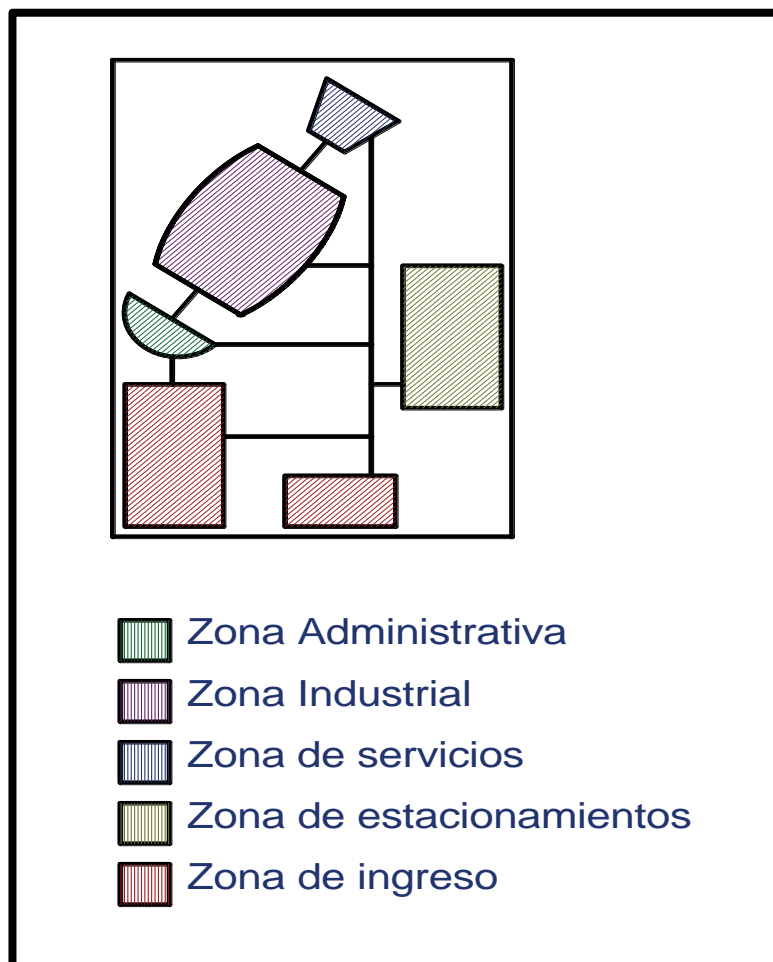 Zona Administrativa
Zona Industrial
Zona de servicios
Zona de estacionamientos
Zona de ingreso